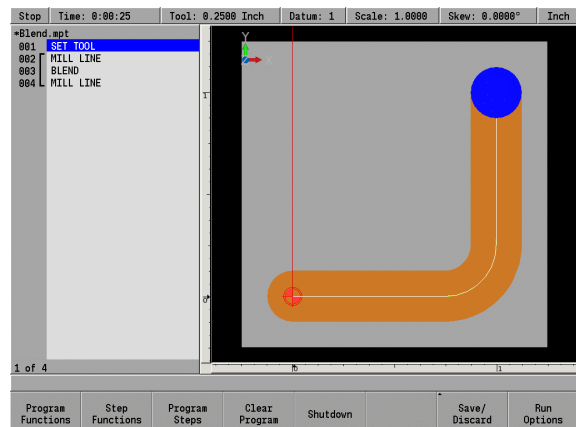 Stop Time: 0:00:25 Tool: 0.2500 Inch Datum: 1 Scale: 1.0000 Skew: 0.0000° Inch
*Blend.mpt
001 SET TOOL
002 MILL LINE
003 BLEND
004 MILL LINE
Y
X
1
0
0
1
1 of 4
Program Functions
Step Functions
Program Steps
Clear Program
Shutdown
Save/ Discard
Run Options